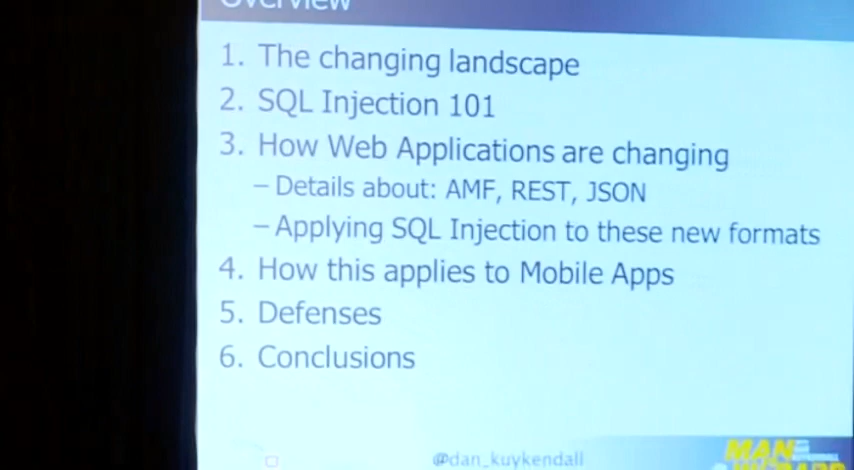 Overview
1. The changing landscape
2. SQL Injection 101
3. How Web Applications are changing
– Details about: AMF, REST, JSON
– Applying SQL Injection to these new formats
4. How this applies to Mobile Apps
5. Defenses
6. Conclusions
@dan_kuykendall
MAN